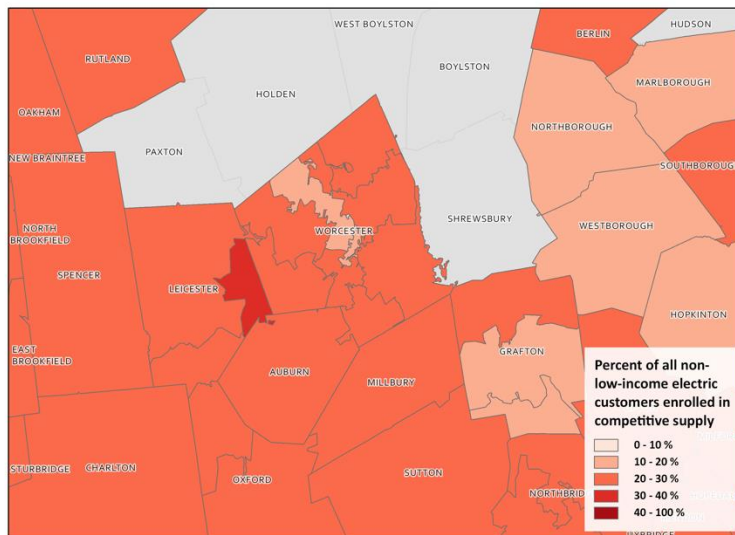 WEST BOYLSTON
HUDSON
BERLIN
RUTLAND
BOYLSTON
MARLBOROUGH
HOLDEN
OAKHAM
NORTHBOROUGH
PAXTON
NEW BRAINTREE
SOUTHBOROUGH
SHREWSBURY
WESTBOROUGH
NORTH
BROOKFIELD
WORCESTER
SPENCER
LEICESTER
HOPKINTON
EAST
BROOKFIELD
GRAFTON
AUBURN
MILLBURY
Percent of all non-
low-income electric
customers enrolled in
competitive supply
0 - 10 %
10 - 20 %
20 - 30 %
30 - 40 %
40 - 100 %
STURBRIDGE
CHARLTON
OXFORD
SUTTON
NORTHBRID